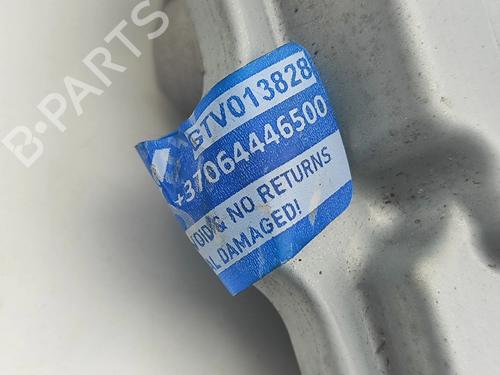 B·PARTS
GTV013828
+37064446500
VOID & NO RETURNS
DAMAGED!